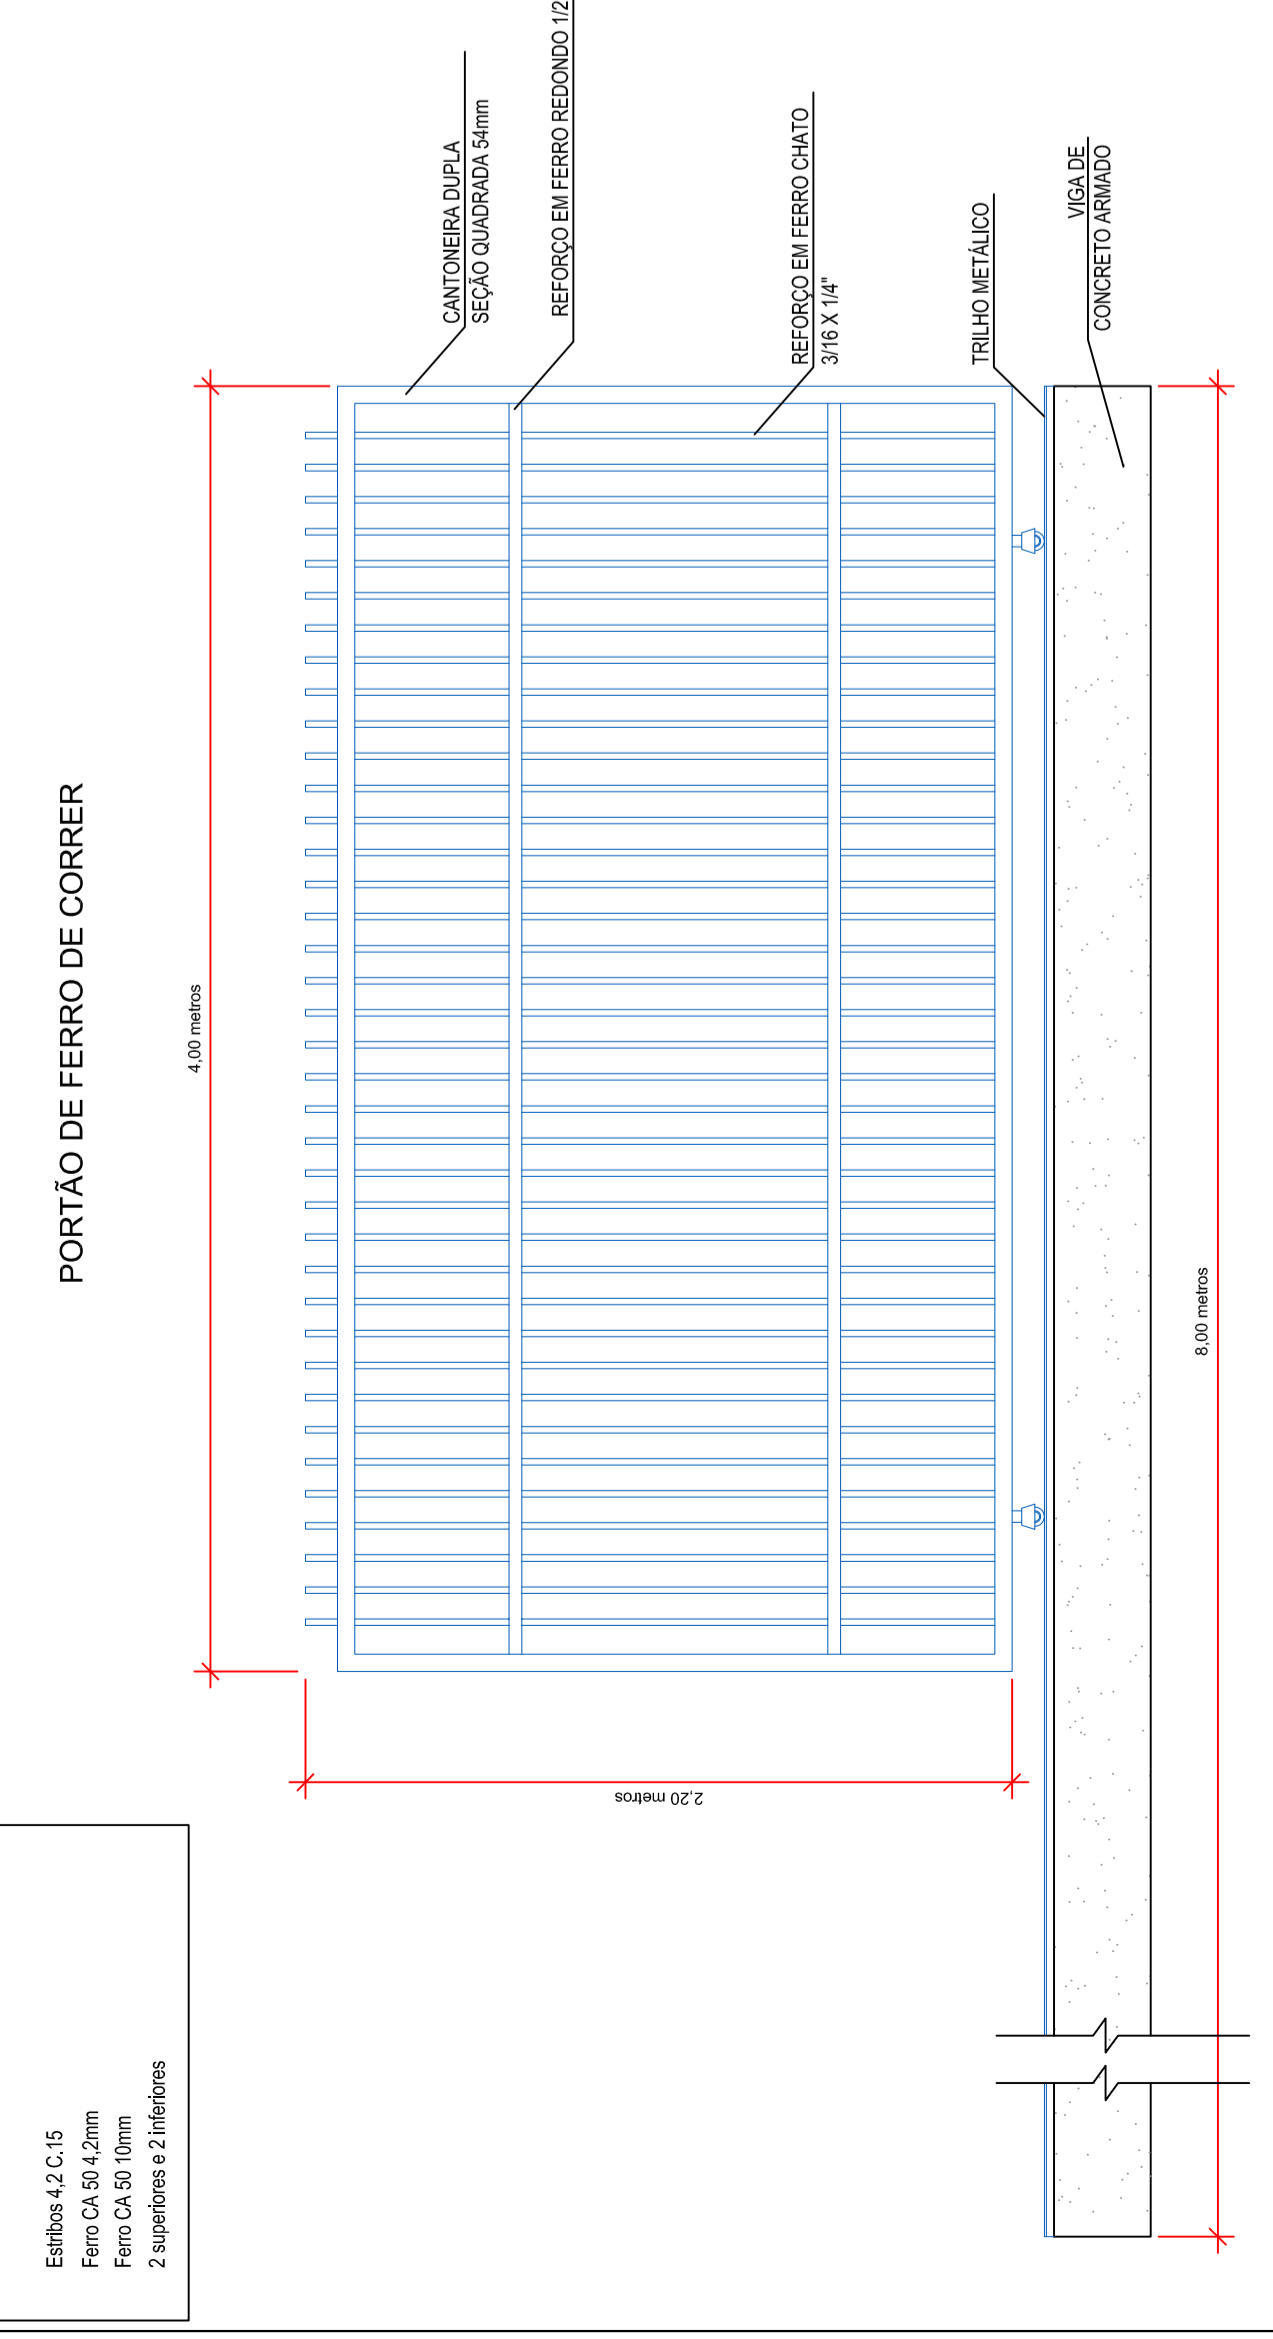 PORTÃO DE FERRO DE CORRER
4,00 metros
CANTONEIRA DUPLA
SEÇÃO QUADRADA 54mm
REFORÇO EM FERRO REDONDO 1/2
REFORÇO EM FERRO CHATO
3/16 X 1/4"
TRILHO METÁLICO
VIGA DE
CONCRETO ARMADO
2,20 metros
8,00 metros
Estribos 4,2 C.15
Ferro CA 50 4,2mm
Ferro CA 50 10mm
2 superiores e 2 inferiores